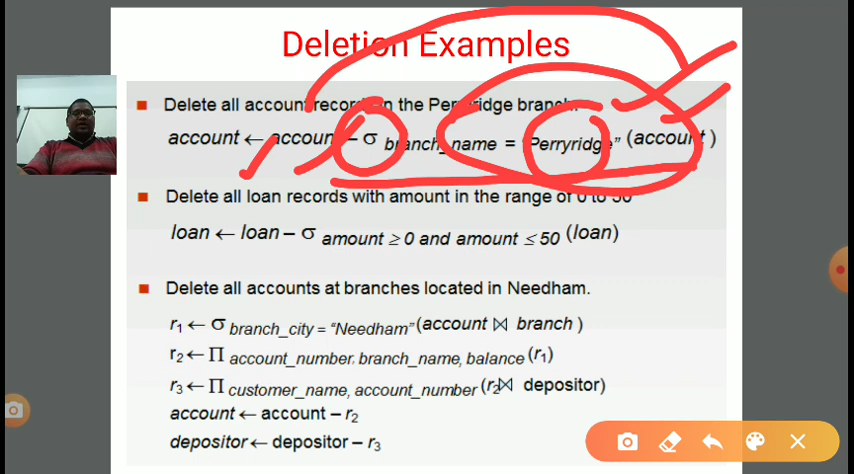 Deletion Examples
Delete all account records in the Perryridge branch.
account ← account – σ branch_name = "Perryridge" (account )
Delete all loan records with amount in the range of 0 to 50
loan ← loan – σ amount ≥ 0 and amount ≤ 50 (loan)
Delete all accounts at branches located in Needham.
r1 ← σ branch_city = "Needham" (account ⋈ branch )
r2 ← Π account_number, branch_name, balance (r1)
r3 ← Π customer_name, account_number (r2 ⋈ depositor)
account ← account – r2
depositor ← depositor – r3